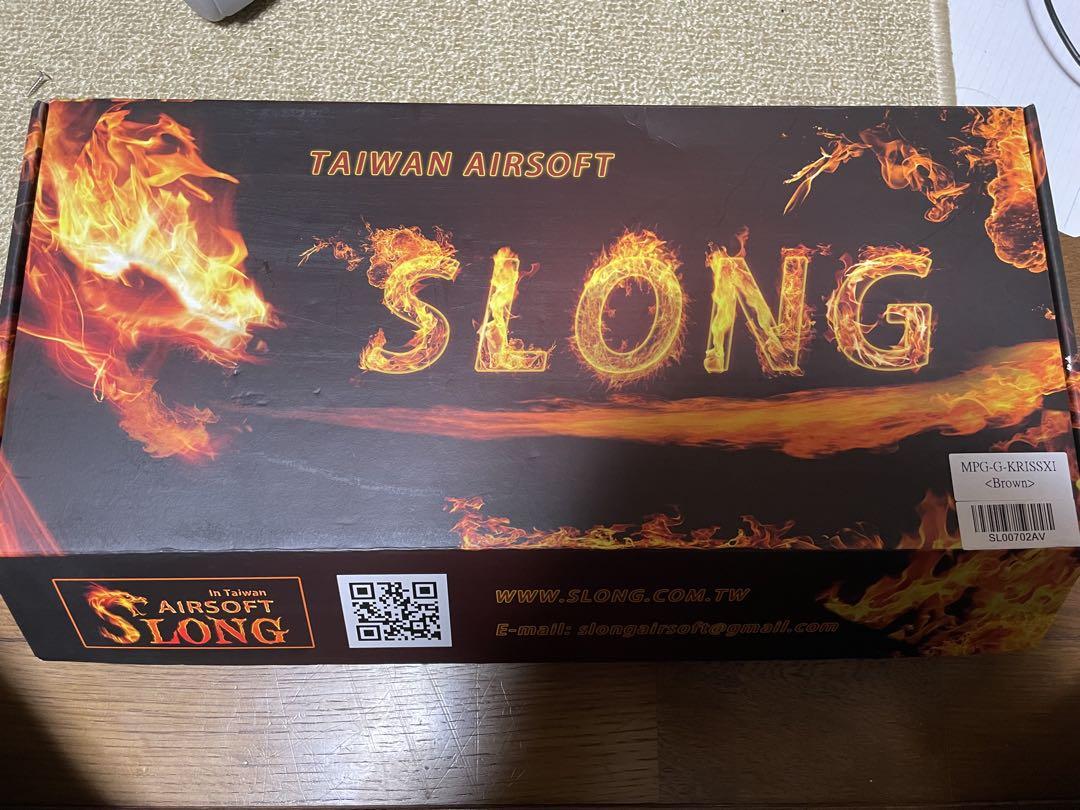 TAIWAN AIRSOFT
SLONG
MPG-G-KRISSXI
<Brown>
SL00702AV
In Taiwan
AIRSOFT
SLONG
WWW.SLONG.COM.TW
E-mail: slongairsoft@gmail.com